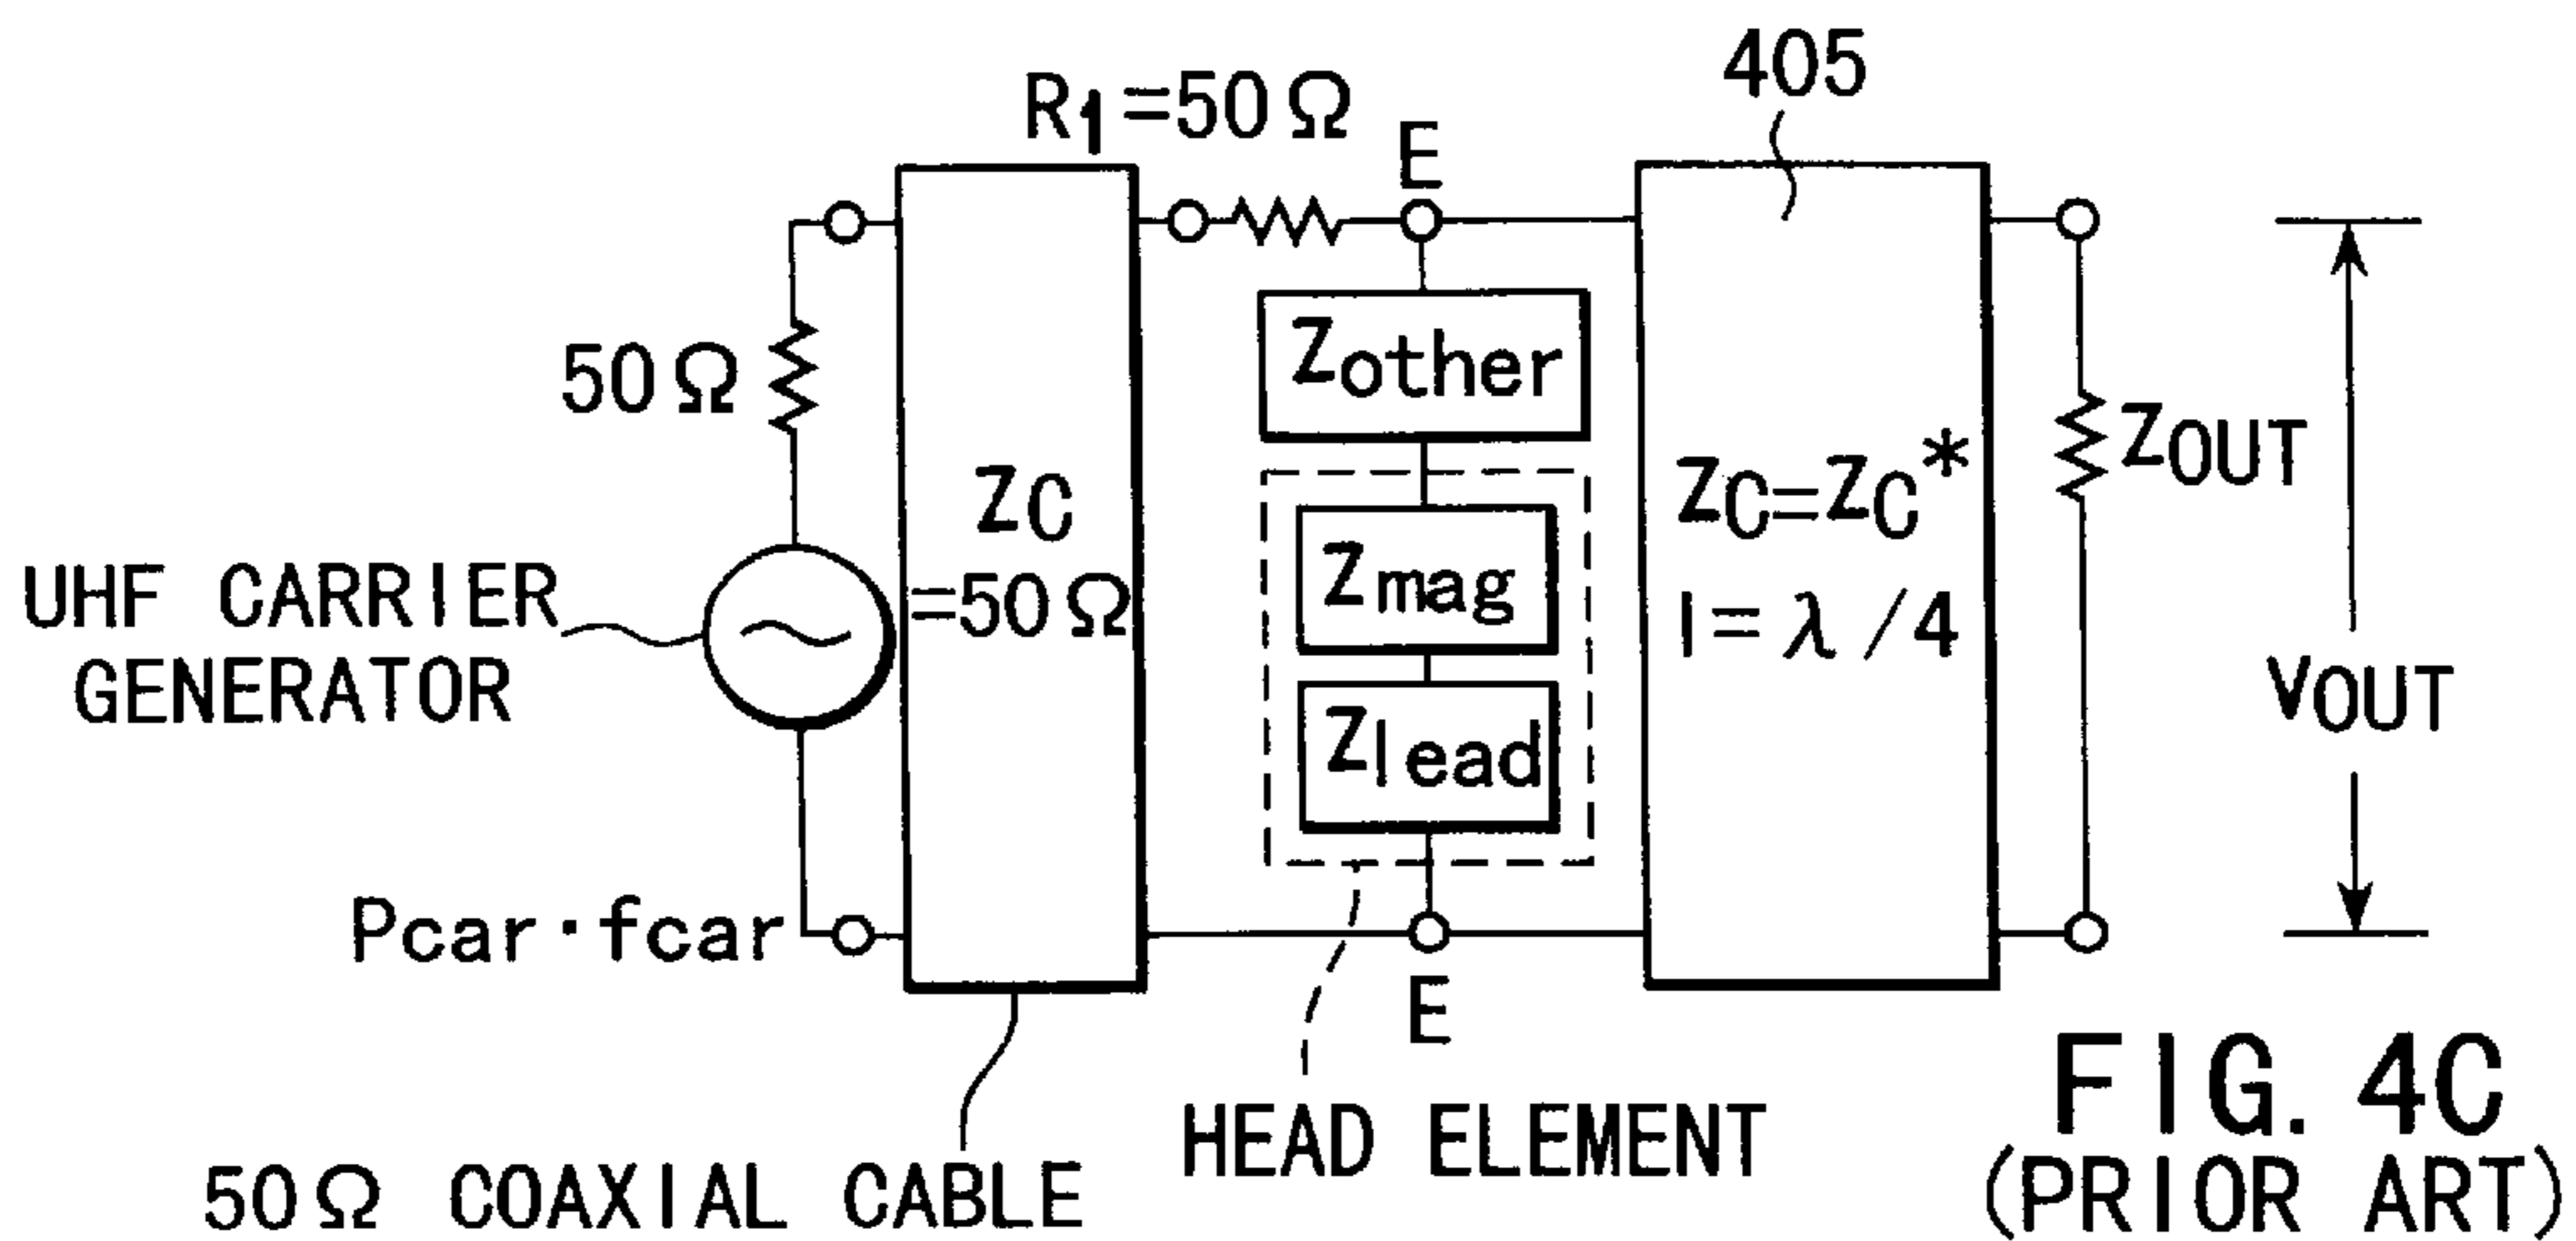 405
R1=50Ω
E
50Ω
Zother
ZC
=50Ω
Zmag
Zlead
ZC=ZC*
l=λ/4
ZOUT
VOUT
UHF CARRIER
GENERATOR
Pcar·fcar
E
HEAD ELEMENT
50Ω COAXIAL CABLE
FIG. 4C
(PRIOR ART)